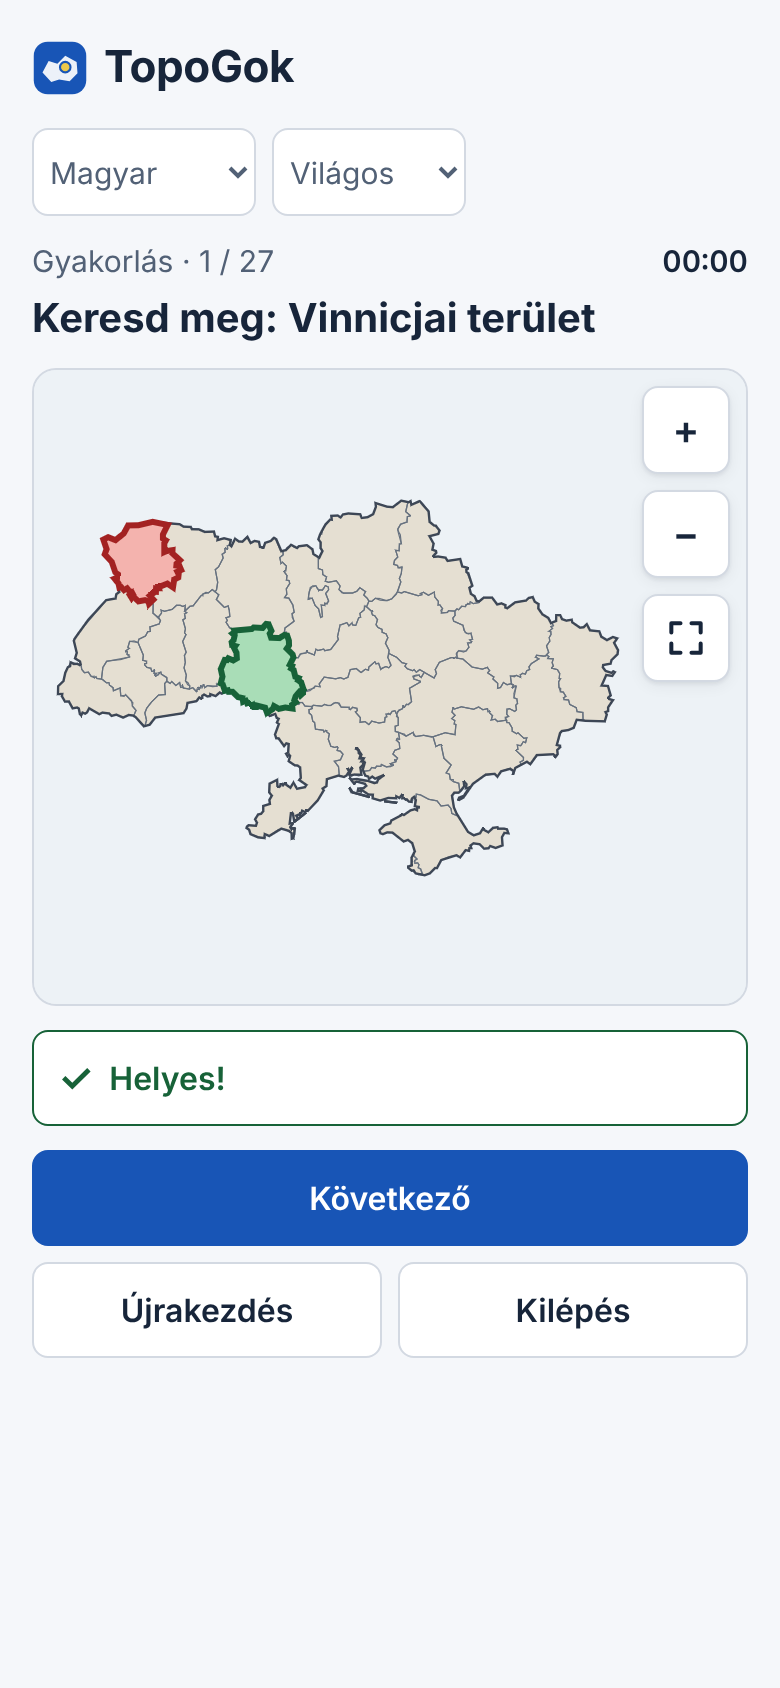 TopoGok
Magyar
Világos
Gyakorlás · 1 / 27
00:00
Keresd meg: Vinnicjai terület
+
−
Helyes!
Következő
Újrakezdés
Kilépés